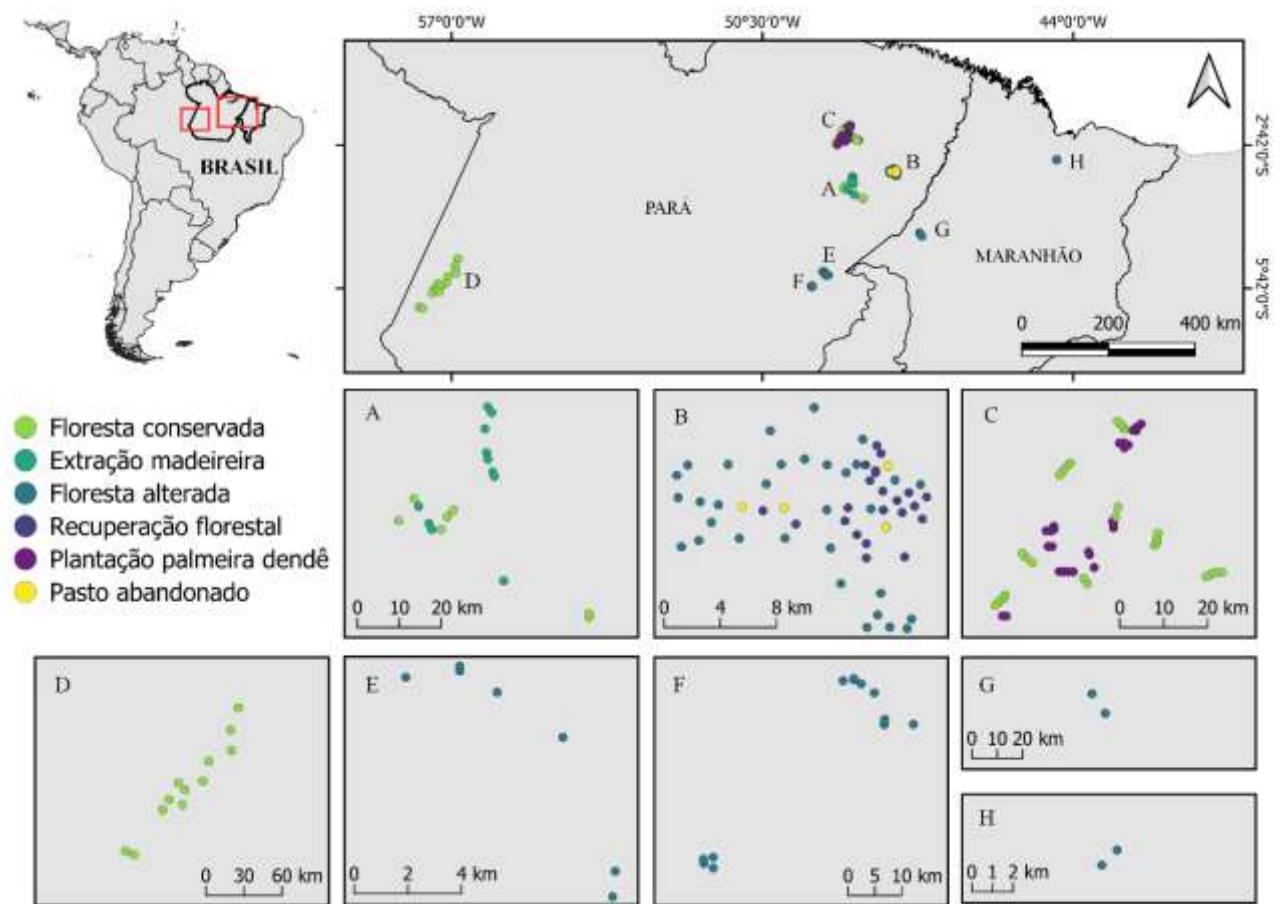 57°0'0"W 50°30'0"W 44°0'0"W
BRASIL
PARÁ
MARANHÃO
C
B
A
H
G
E
F
D
2°42'0"S
5°42'0"S
0 200 400 km
Floresta conservada
Extração madeireira
Floresta alterada
Recuperação florestal
Plantação palmeira dendê
Pasto abandonado
A
0 10 20 km
B
0 4 8 km
C
0 10 20 km
D
0 30 60 km
E
0 2 4 km
F
0 5 10 km
G
0 10 20 km
H
0 1 2 km